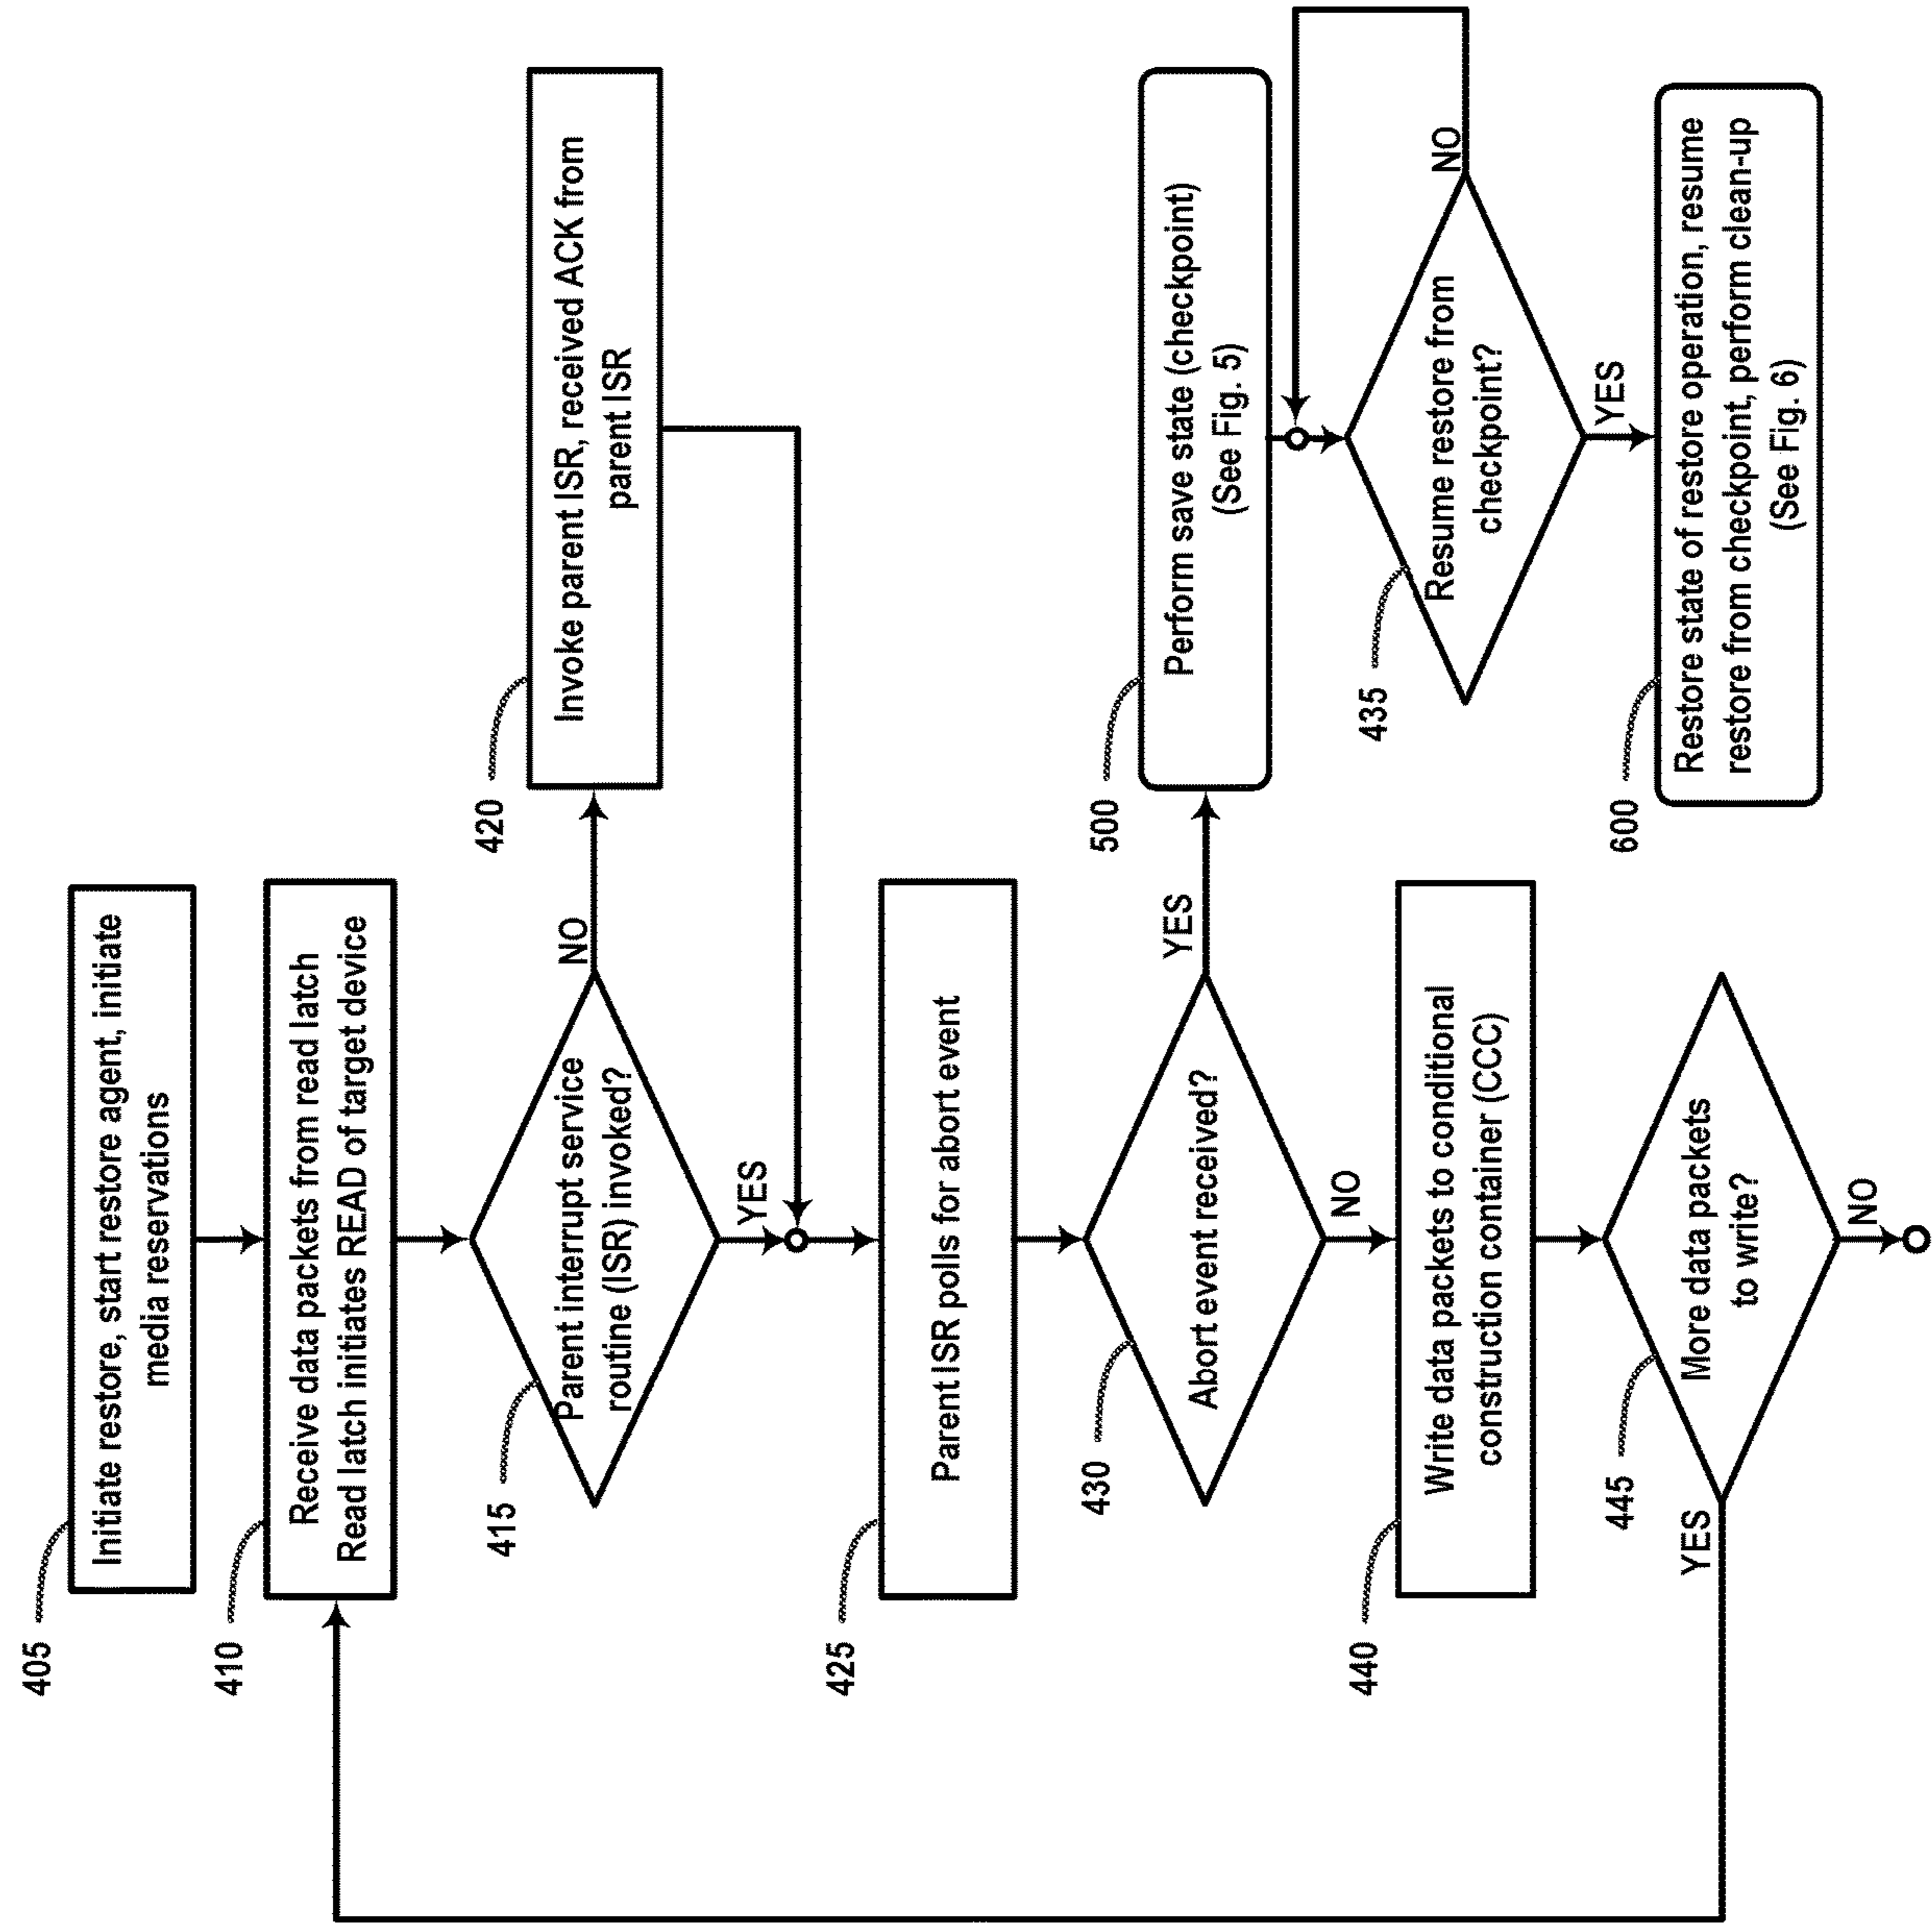 405
Initiate restore, start restore agent, initiate
media reservations
410
Receive data packets from read latch
Read latch initiates READ of target device
415
Parent interrupt service
routine (ISR) invoked?
NO
YES
420
Invoke parent ISR, received ACK from
parent ISR
425
Parent ISR polls for abort event
430
Abort event received?
YES
NO
500
Perform save state (checkpoint)
(See Fig. 5)
435
Resume restore from
checkpoint?
NO
YES
440
Write data packets to conditional
construction container (CCC)
600
Restore state of restore operation, resume
restore from checkpoint, perform clean-up
(See Fig. 6)
445
More data packets
to write?
YES
NO